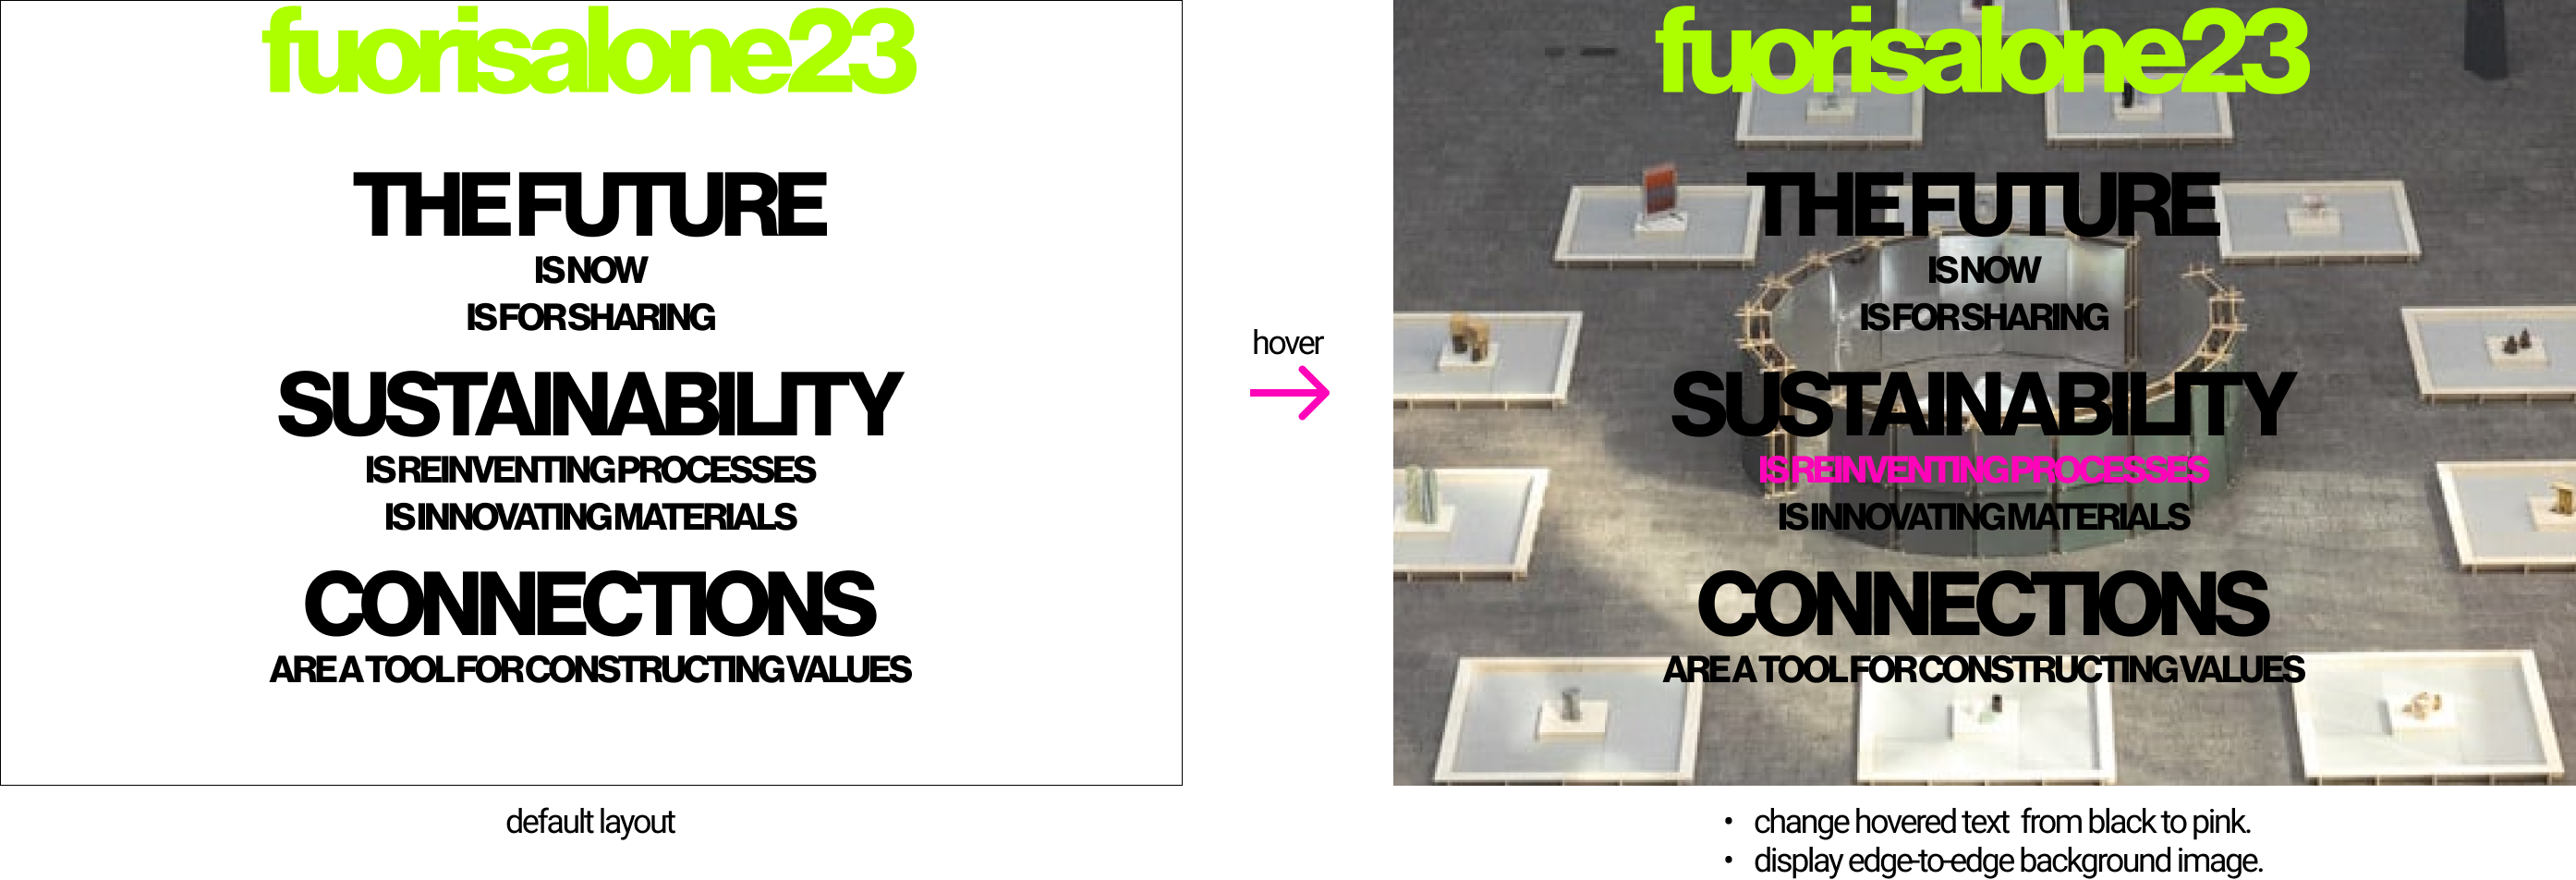 fuorisalone23
THE FUTURE
IS NOW
IS FOR SHARING
SUSTAINABILITY
IS REINVENTING PROCESSES
IS INNOVATING MATERIALS
CONNECTIONS
ARE A TOOL FOR CONSTRUCTING VALUES
default layout
hover
fuorisalone23
THE FUTURE
IS NOW
IS FOR SHARING
SUSTAINABILITY
IS REINVENTING PROCESSES
IS INNOVATING MATERIALS
CONNECTIONS
ARE A TOOL FOR CONSTRUCTING VALUES
• change hovered text from black to pink.
• display edge-to-edge background image.